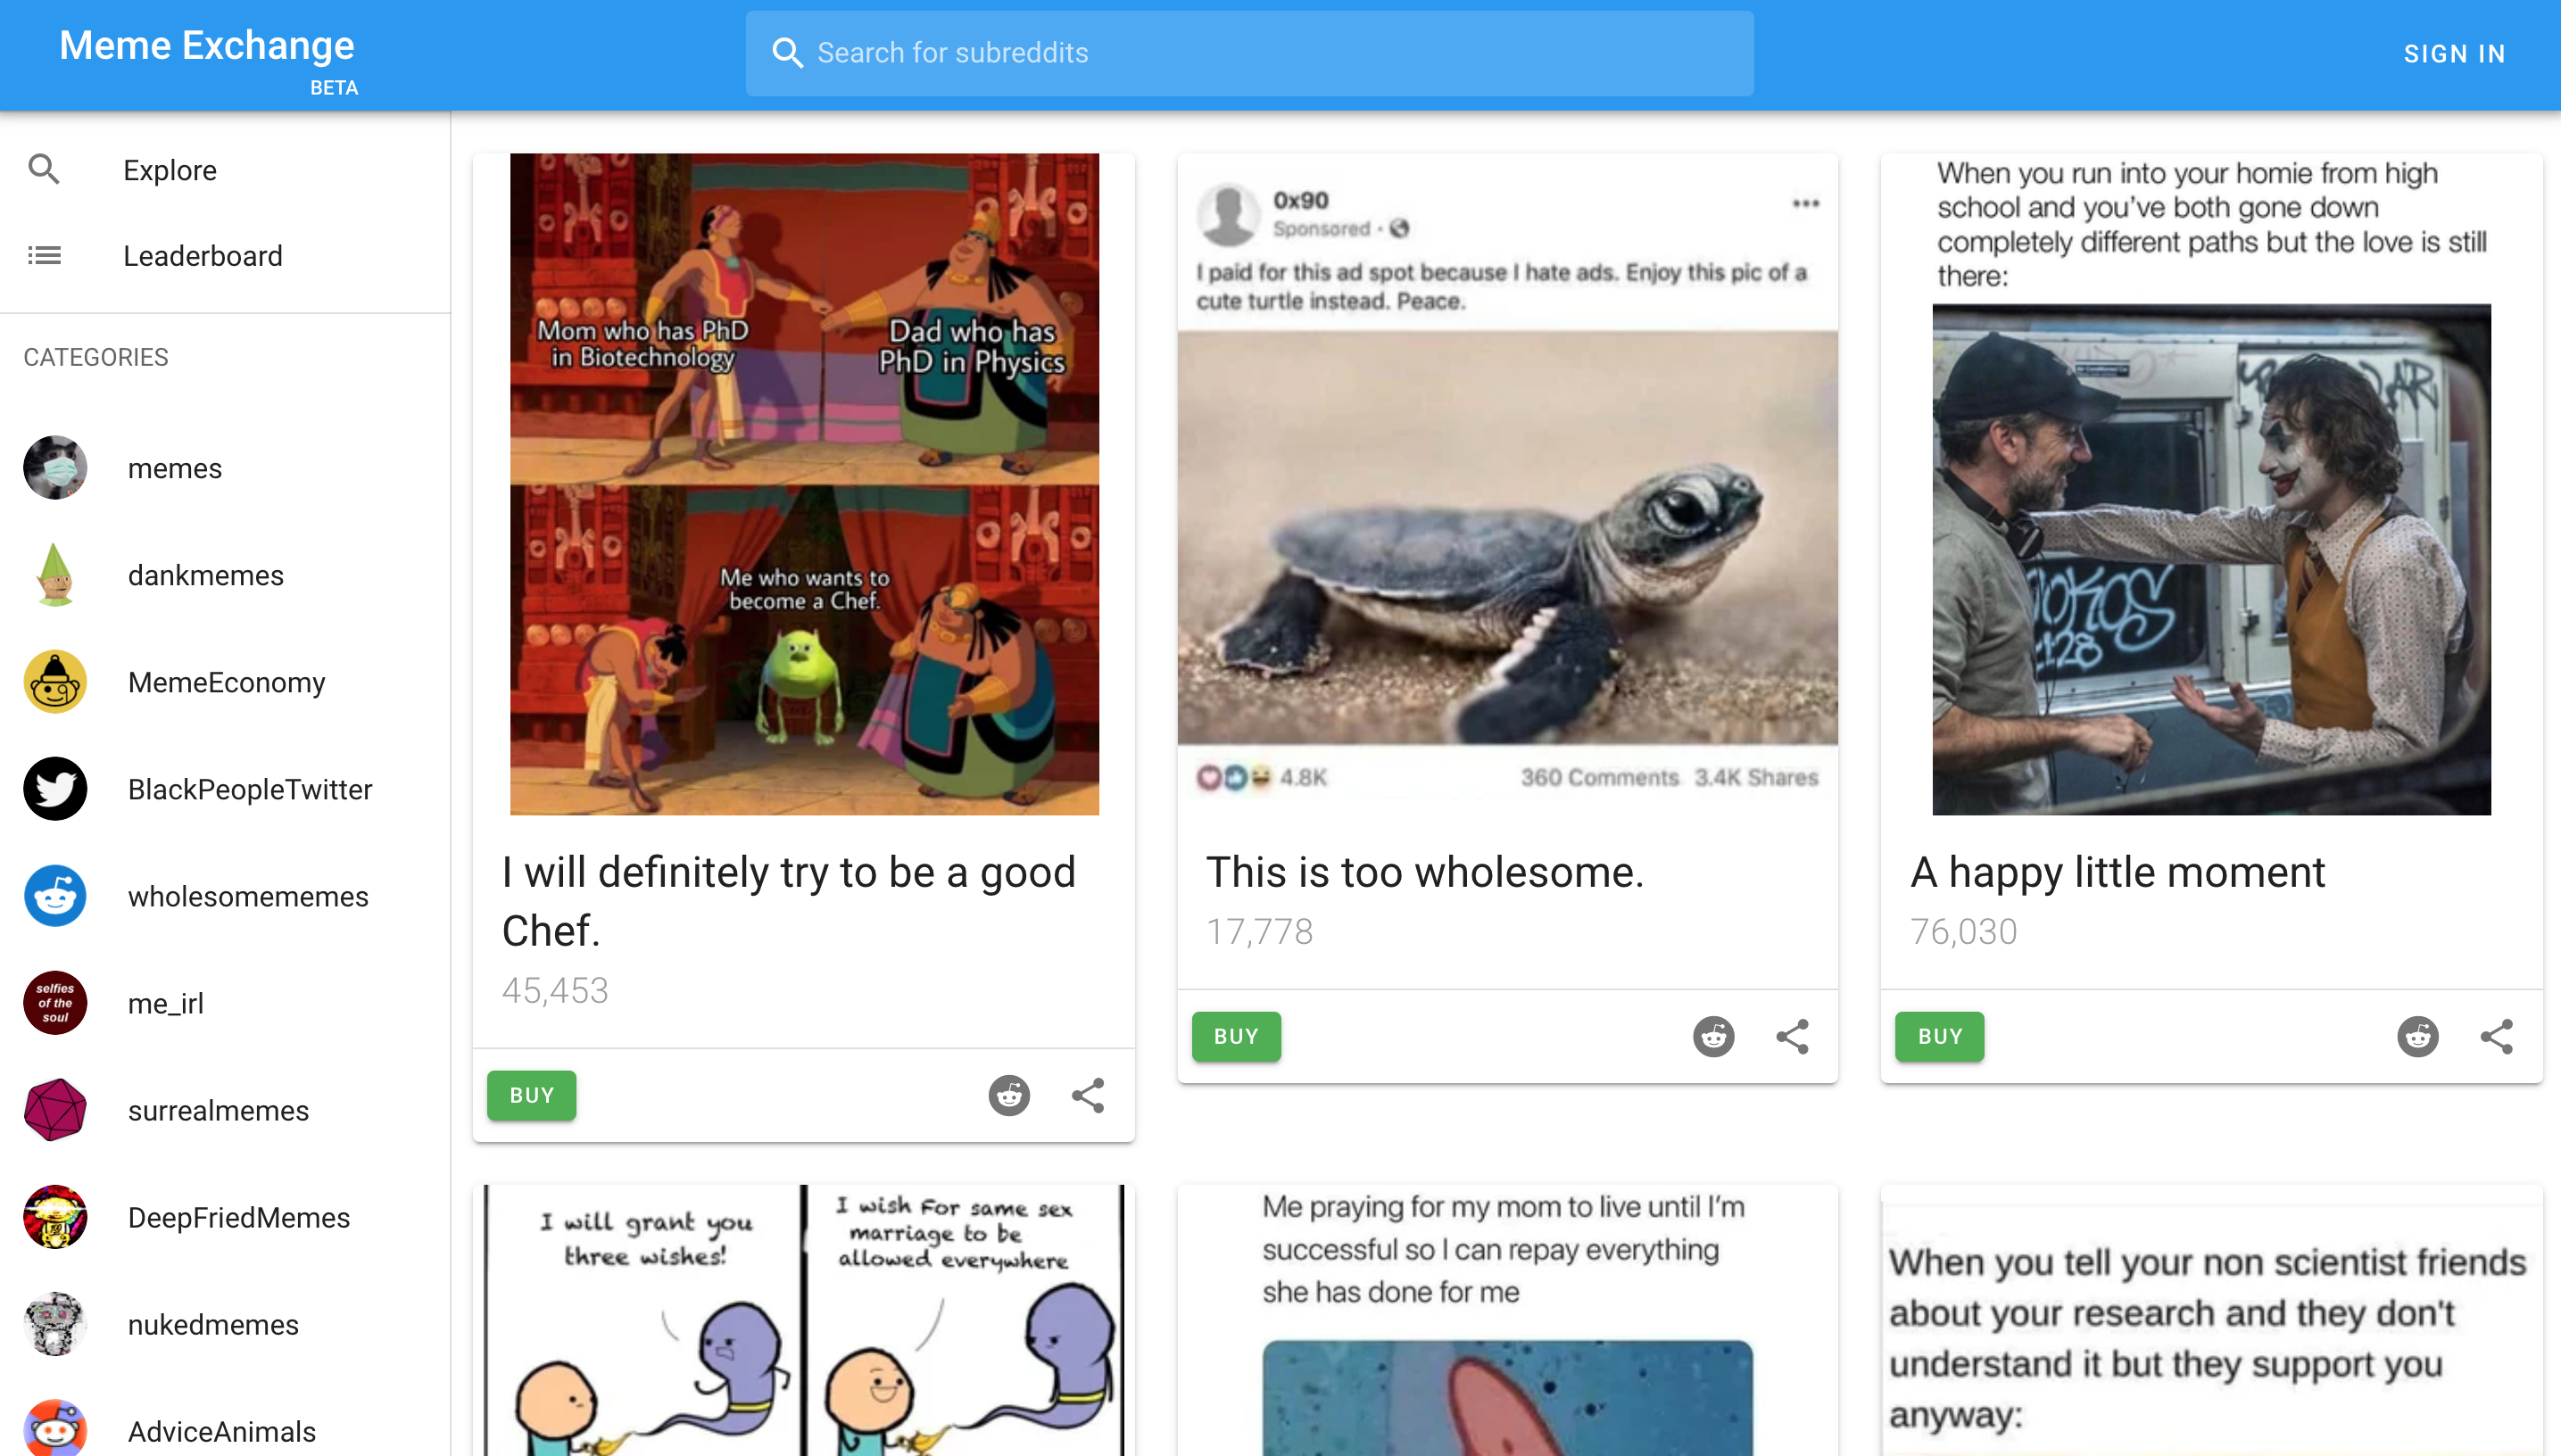 Meme Exchange
BETA
Search for subreddits
SIGN IN
Explore
Leaderboard
CATEGORIES
memes
dankmemes
MemeEconomy
BlackPeopleTwitter
wholesomememes
me_irl
selfies
of the
soul
surrealmemes
DeepFriedMemes
nukedmemes
AdviceAnimals
Mom who has PhD
in Biotechnology
Dad who has
PhD in Physics
Me who wants to
become a Chef.
I will definitely try to be a good
Chef.
45,453
BUY
0x90
Sponsored ·
I paid for this ad spot because I hate ads. Enjoy this pic of a
cute turtle instead. Peace.
4.8K
360 Comments 3.4K Shares
This is too wholesome.
17,778
BUY
When you run into your homie from high
school and you've both gone down
completely different paths but the love is still
there:
A happy little moment
76,030
BUY
I will grant you
three wishes!
I wish For same sex
marriage to be
allowed everywhere
Me praying for my mom to live until I'm
successful so I can repay everything
she has done for me
When you tell your non scientist friends
about your research and they don't
understand it but they support you
anyway: